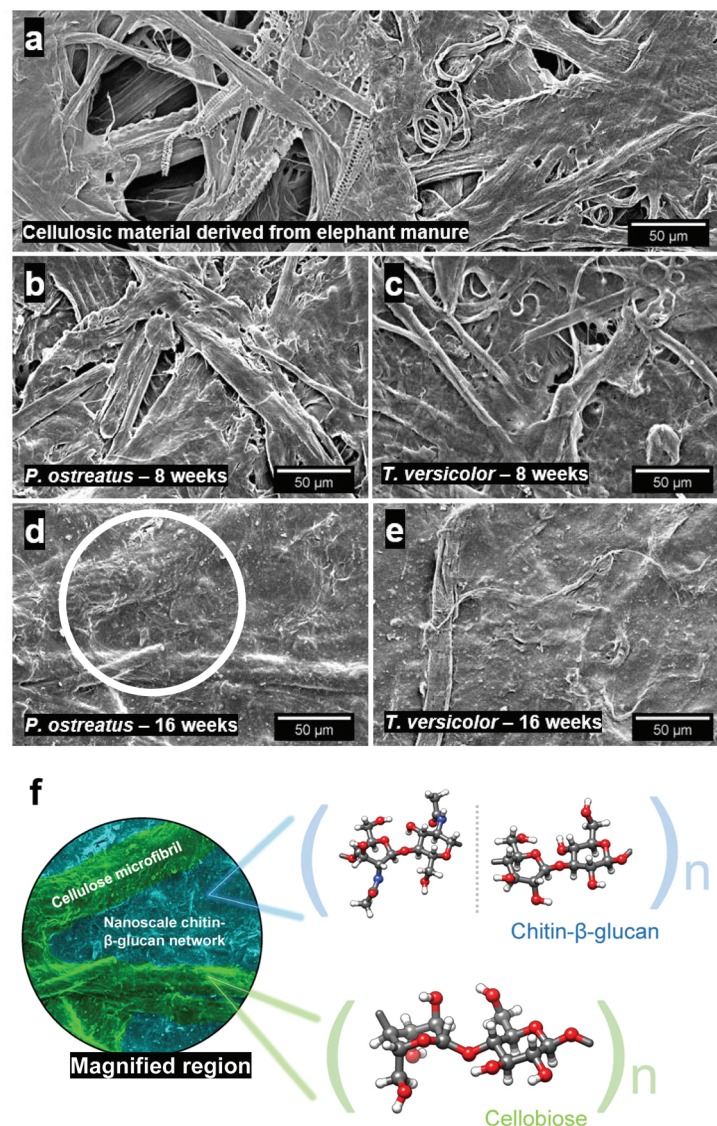 a
Cellulosic material derived from elephant manure
50 µm
b
P. ostreatus – 8 weeks
50 µm
c
T. versicolor – 8 weeks
50 µm
d
P. ostreatus – 16 weeks
50 µm
e
T. versicolor – 16 weeks
50 µm
f
Cellulose microfibril
Nanoscale chitin-
β-glucan network
Magnified region
( ) n
Chitin-β-glucan
( ) n
Cellobiose